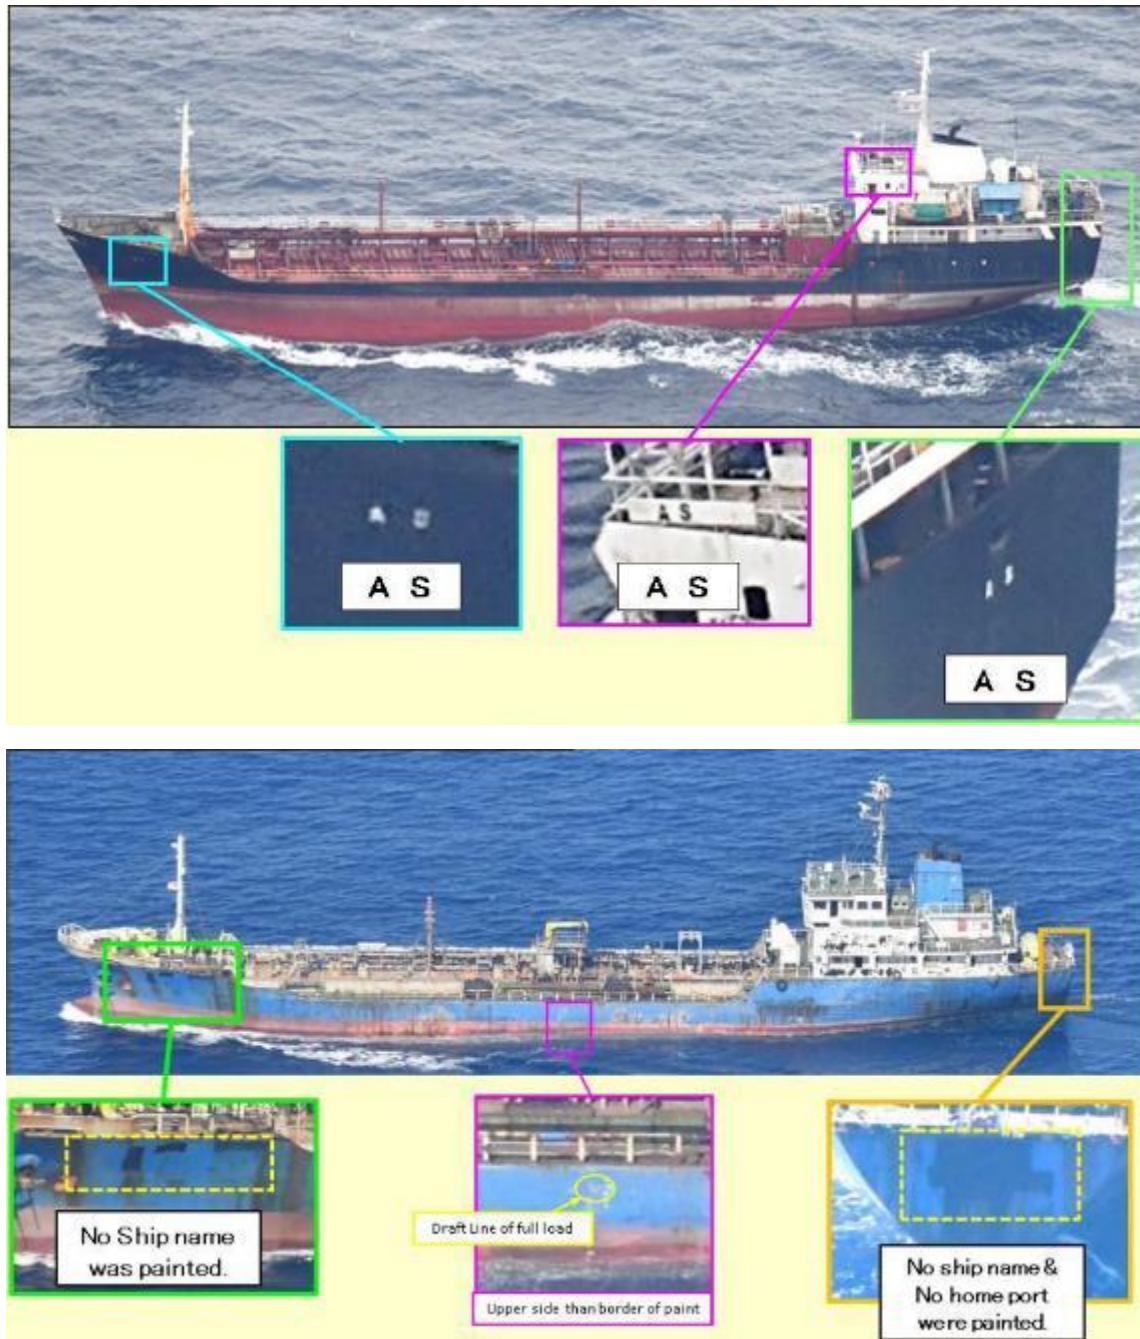 A S
A S
A S
A S
A S
A S
No Ship name
was painted.
Draft Line of full load
Upper side than border of paint
No ship name &
No home port
were painted.